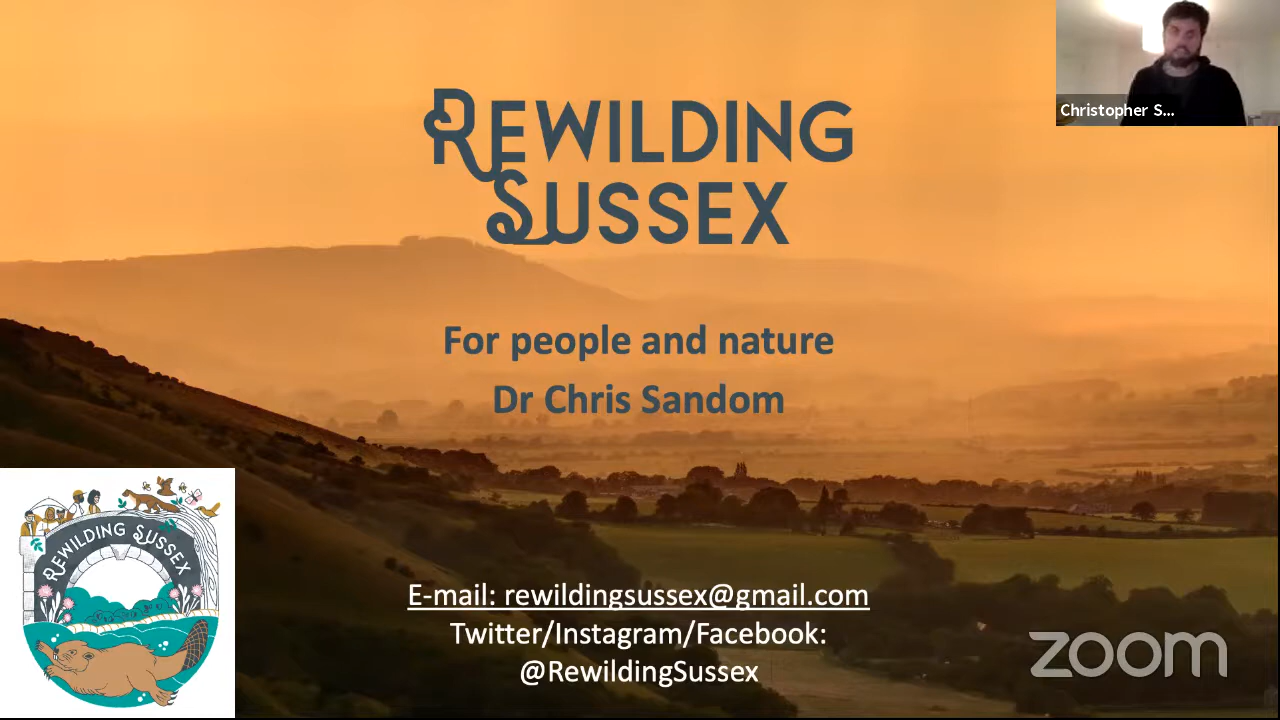 Christopher S...
REWILDING
SUSSEX
For people and nature
Dr Chris Sandom
REWILDING SUSSEX
E-mail: rewildingsussex@gmail.com
Twitter/Instagram/Facebook:
@RewildingSussex
zoom